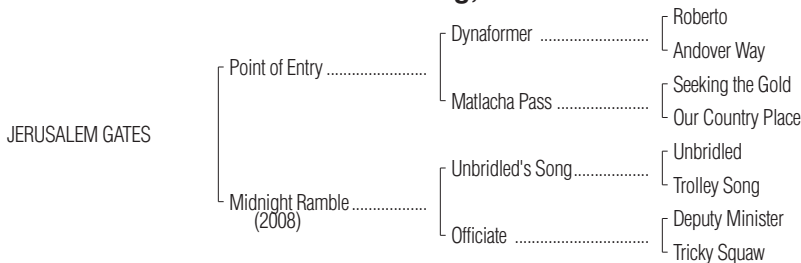 Roberto
Dynaformer ......................
Andover Way
Point of Entry ........................
Seeking the Gold
Matlacha Pass ....................
Our Country Place
JERUSALEM GATES
Unbridled
Unbridled's Song..................
Trolley Song
Midnight Ramble..................
(2008)
Deputy Minister
Officiate ................................
Tricky Squaw